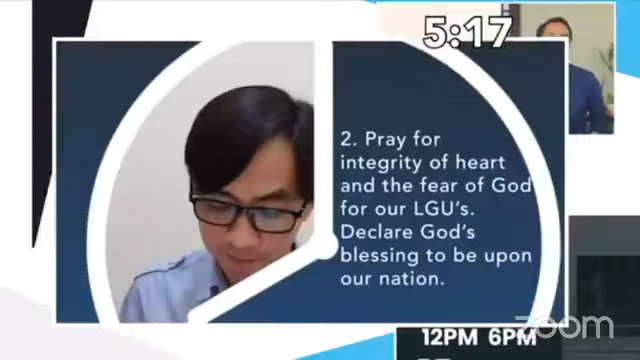 5:17
2. Pray for
integrity of heart
and the fear of God
for our LGU's.
Declare God's
blessing to be upon
our nation.
zoom
12PM 6PM